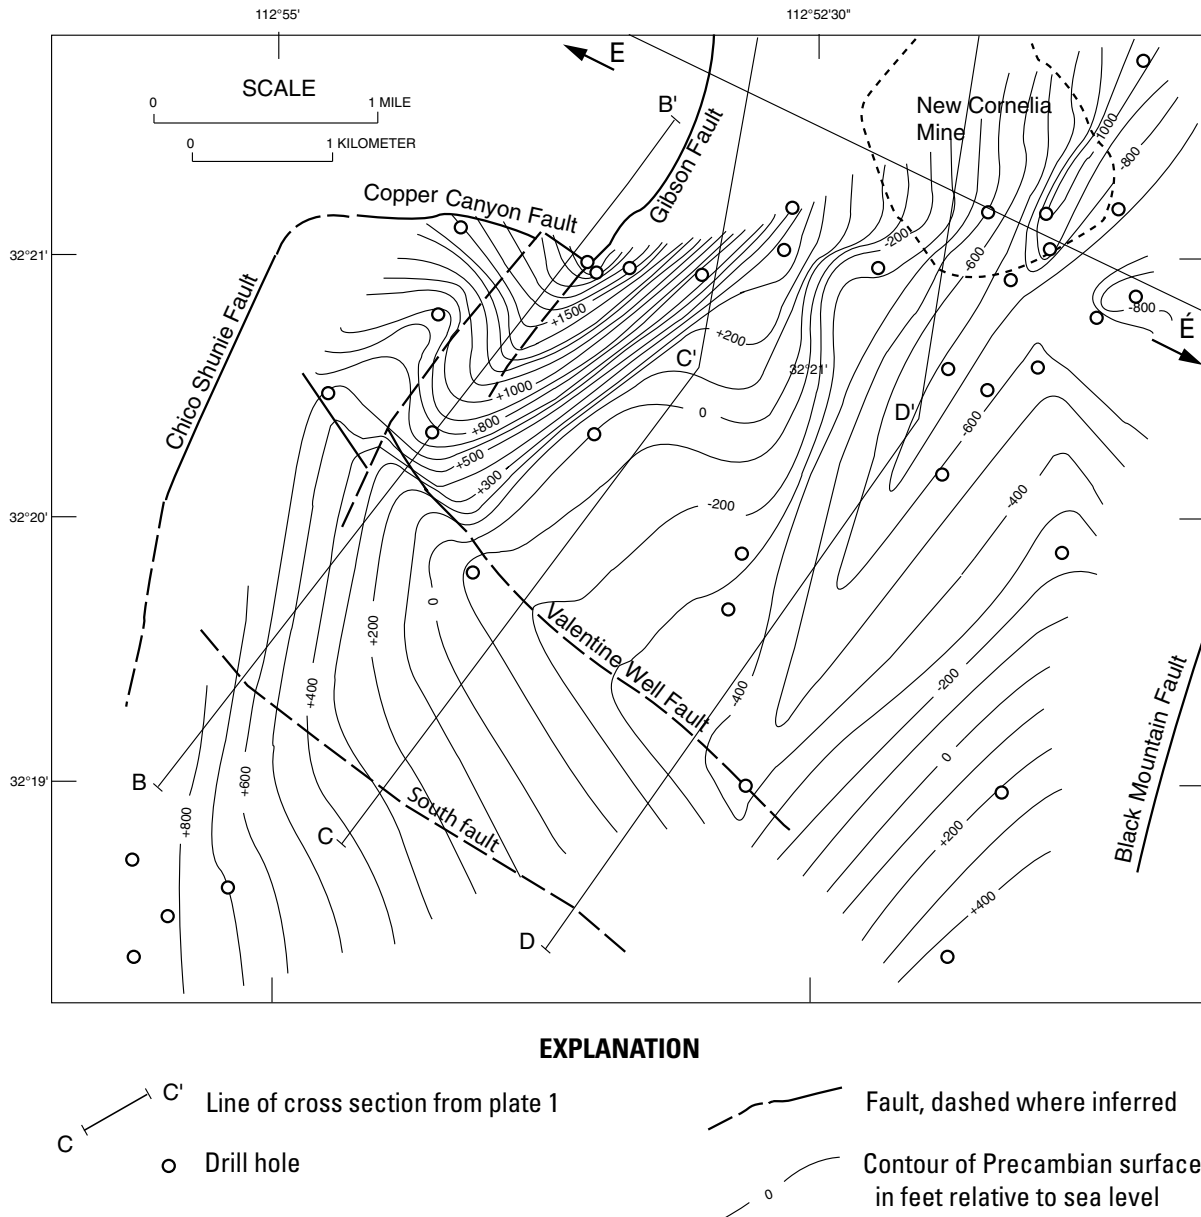 112°55'
112°52'30"
E
SCALE
0
1 MILE
0
1 KILOMETER
B'
New Cornelia
Mine
-1000
-800
Gibson Fault
Copper Canyon Fault
32°21'
-200
-600
+1500
-800
É
+200
C'
32°21'
Chico Shunie Fault
+1000
0
D'
+800
-600
+500
+300
-400
-200
32°20'
0
+200
Valentine Well Fault
-200
+400
-400
Black Mountain Fault
0
32°19'
B
+600
South fault
+800
C
+200
+400
D
EXPLANATION
C'
Line of cross section from plate 1
C
Fault, dashed where inferred
Drill hole
Contour of Precambian surface
in feet relative to sea level
0